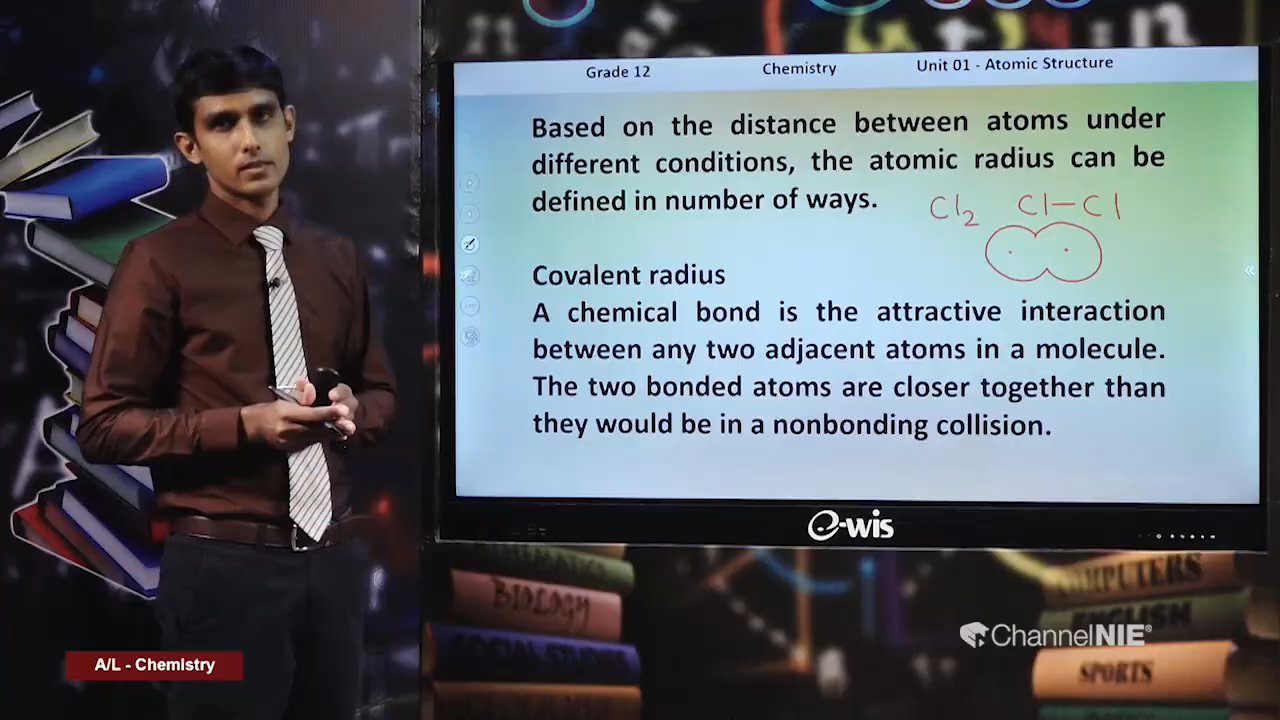 Grade 12 Chemistry Unit 01 - Atomic Structure
Based on the distance between atoms under
different conditions, the atomic radius can be
defined in number of ways.
Cl2 Cl—Cl
Covalent radius
A chemical bond is the attractive interaction
between any two adjacent atoms in a molecule.
The two bonded atoms are closer together than
they would be in a nonbonding collision.
e-wis
BIOLOGY
SOCIAL STUDIES
COMPUTERS
ENGLISH
SPORTS
ChannelNIE®
A/L - Chemistry